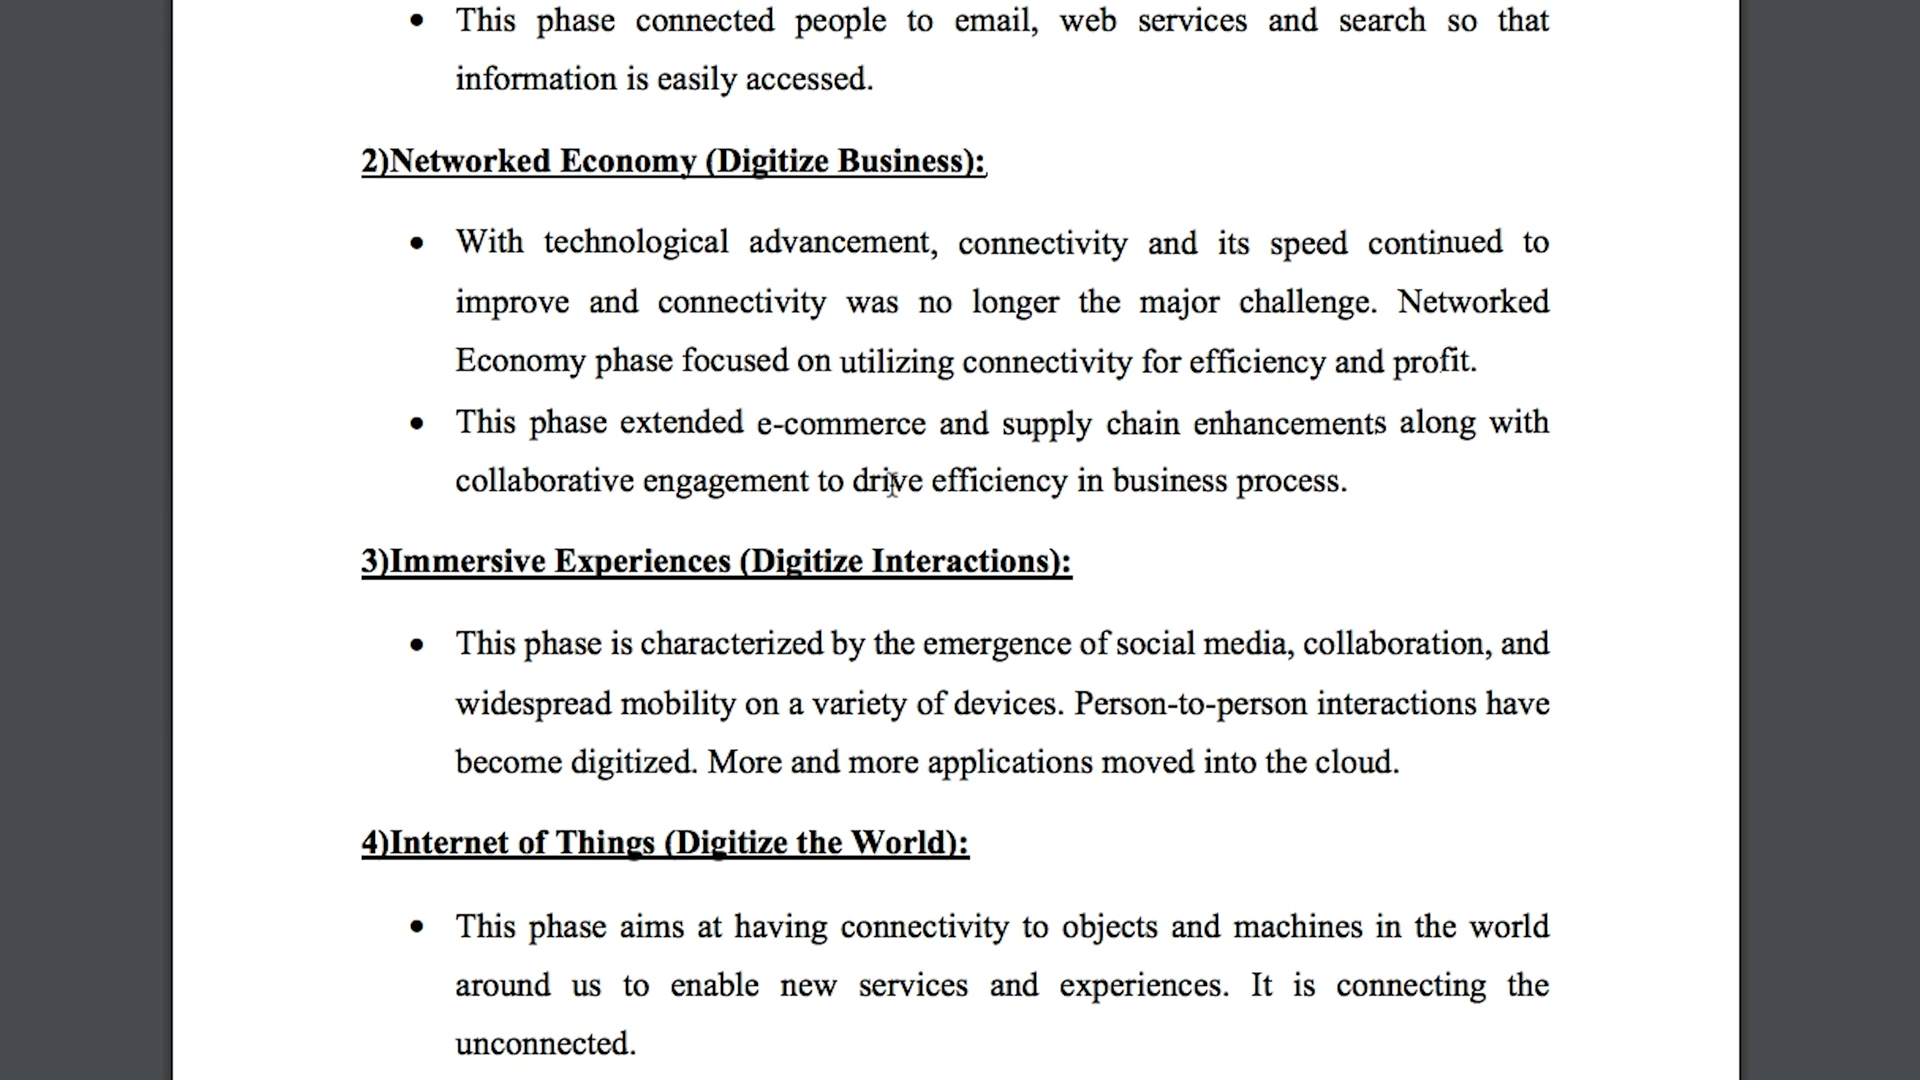 • This phase connected people to email, web services and search so that
information is easily accessed.
2)Networked Economy (Digitize Business):
• With technological advancement, connectivity and its speed continued to
improve and connectivity was no longer the major challenge. Networked
Economy phase focused on utilizing connectivity for efficiency and profit.
• This phase extended e-commerce and supply chain enhancements along with
collaborative engagement to drive efficiency in business process.
3)Immersive Experiences (Digitize Interactions):
• This phase is characterized by the emergence of social media, collaboration, and
widespread mobility on a variety of devices. Person-to-person interactions have
become digitized. More and more applications moved into the cloud.
4)Internet of Things (Digitize the World):
• This phase aims at having connectivity to objects and machines in the world
around us to enable new services and experiences. It is connecting the
unconnected.